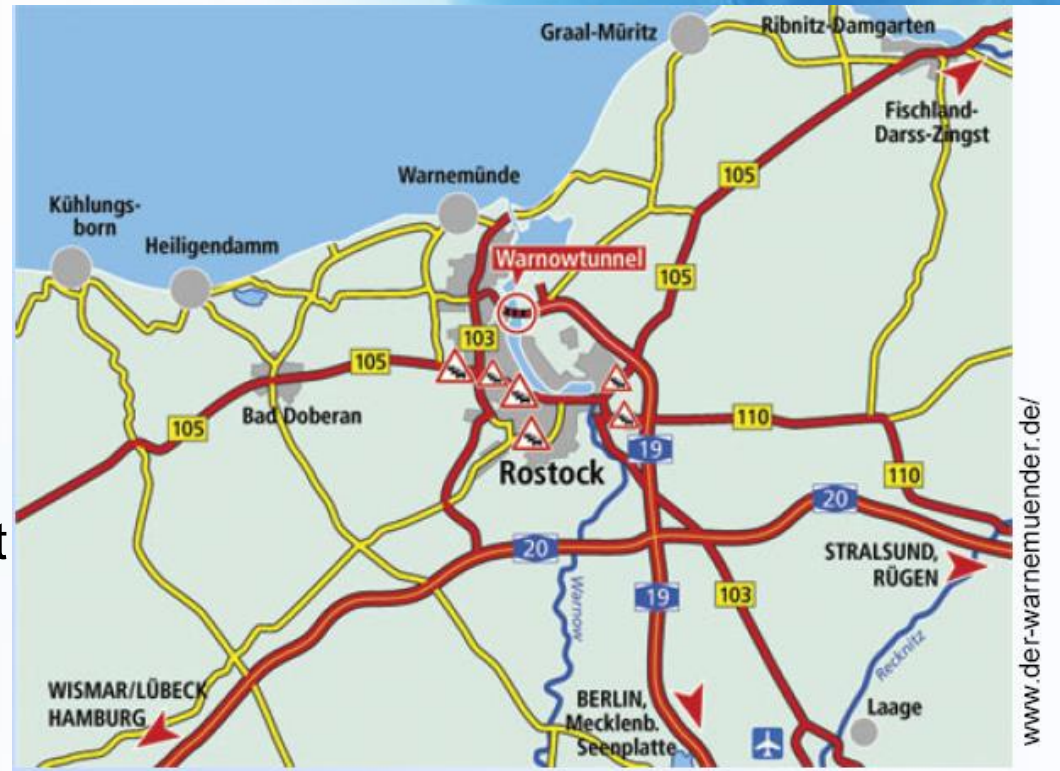 Graal-Müritz
Ribnitz-Damgarten
Fischland-
Darss-Zingst
105
Warnemünde
Kühlungs-
born
Heiligendamm
Warnowtunnel
105
103
105
Bad Doberan
105
110
19
Rostock
110
20
20
STRALSUND,
RÜGEN
19
103
Warnow
Recknitz
WISMAR/LÜBECK
HAMBURG
BERLIN,
Mecklenb.
Seenplatte
Laage
t
www.der-warnemuender.de/